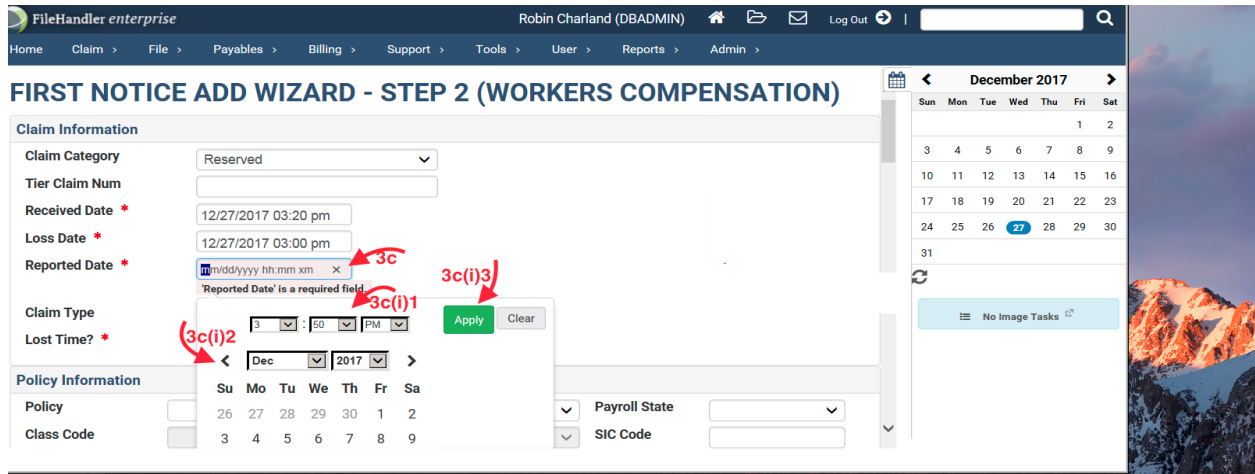 FileHandler enterprise
Robin Charland (DBADMIN)
Log Out
|
Home Claim > File > Payables > Billing > Support > Tools > User > Reports > Admin >
FIRST NOTICE ADD WIZARD - STEP 2 (WORKERS COMPENSATION)
Claim Information
Claim Category Reserved
Tier Claim Num
Received Date * 12/27/2017 03:20 pm
Loss Date * 12/27/2017 03:00 pm
Reported Date * mm/dd/yyyy hh:mm xm ×
3c
'Reported Date' is a required field.
3c(i)1
3c(i)3
Claim Type
3 : 50 PM
Apply Clear
Lost Time? *
3c(i)2
< Dec 2017 >
Su Mo Tu We Th Fr Sa
26 27 28 29 30 1 2
3 4 5 6 7 8 9
Policy Information
Policy
Payroll State
Class Code
SIC Code
< December 2017 >
Sun Mon Tue Wed Thu Fri Sat
1 2
3 4 5 6 7 8 9
10 11 12 13 14 15 16
17 18 19 20 21 22 23
24 25 26 27 28 29 30
31
No Image Tasks